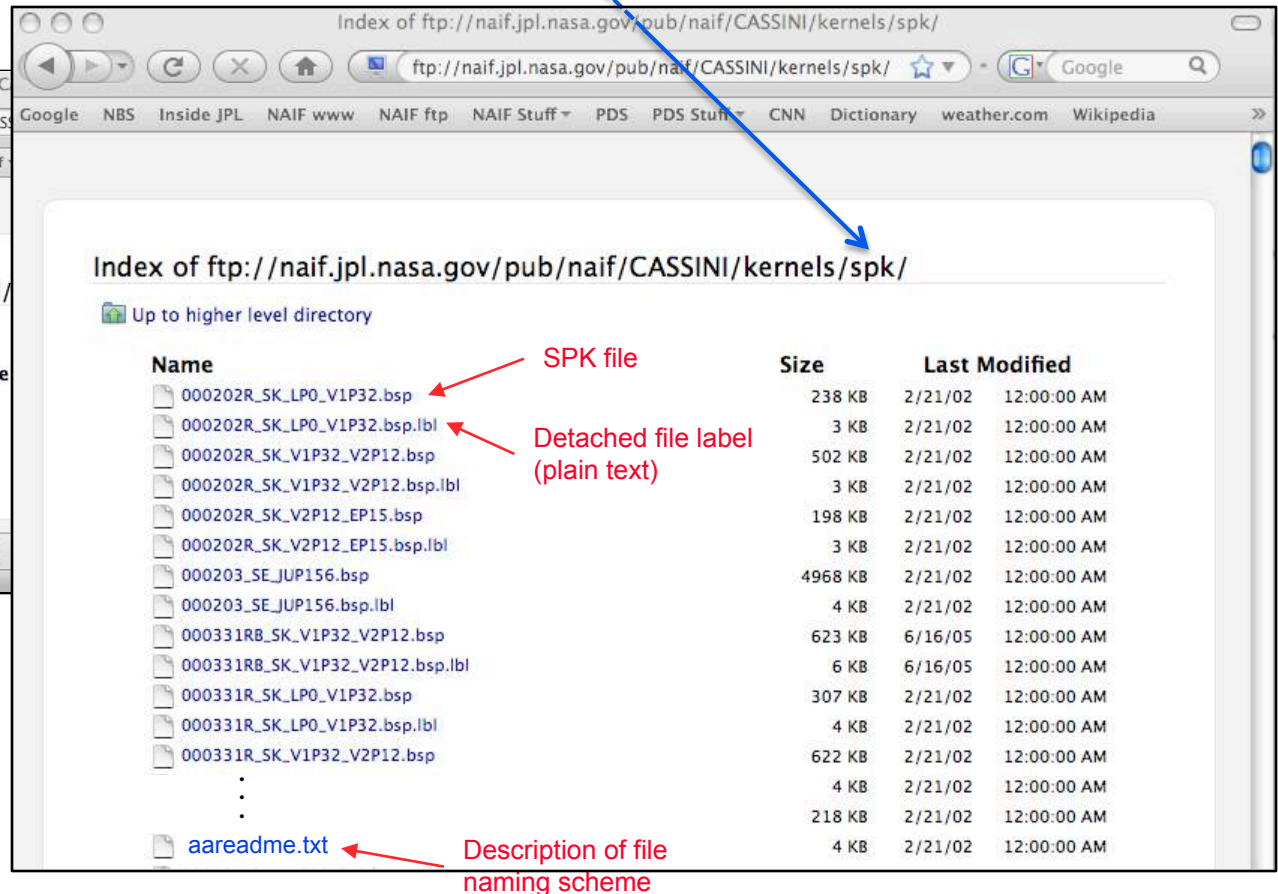 Index of ftp://naif.jpl.nasa.gov/pub/naif/CASSINI/kernels/spk/
ftp://naif.jpl.nasa.gov/pub/naif/CASSINI/kernels/spk/
G Google
Google NBS Inside JPL NAIF www NAIF ftp NAIF Stuff PDS PDS Stuff CNN Dictionary weather.com Wikipedia »
Index of ftp://naif.jpl.nasa.gov/pub/naif/CASSINI/kernels/spk/
Up to higher level directory
Name Size Last Modified
SPK file
000202R_SK_LP0_V1P32.bsp 238 KB 2/21/02 12:00:00 AM
000202R_SK_LP0_V1P32.bsp.lbl 3 KB 2/21/02 12:00:00 AM
Detached file label
(plain text)
000202R_SK_V1P32_V2P12.bsp 502 KB 2/21/02 12:00:00 AM
000202R_SK_V1P32_V2P12.bsp.lbl 3 KB 2/21/02 12:00:00 AM
000202R_SK_V2P12_EP15.bsp 198 KB 2/21/02 12:00:00 AM
000202R_SK_V2P12_EP15.bsp.lbl 3 KB 2/21/02 12:00:00 AM
000203_SE_JUP156.bsp 4968 KB 2/21/02 12:00:00 AM
000203_SE_JUP156.bsp.lbl 4 KB 2/21/02 12:00:00 AM
000331RB_SK_V1P32_V2P12.bsp 623 KB 6/16/05 12:00:00 AM
000331RB_SK_V1P32_V2P12.bsp.lbl 6 KB 6/16/05 12:00:00 AM
000331R_SK_LP0_V1P32.bsp 307 KB 2/21/02 12:00:00 AM
000331R_SK_LP0_V1P32.bsp.lbl 4 KB 2/21/02 12:00:00 AM
000331R_SK_V1P32_V2P12.bsp 622 KB 2/21/02 12:00:00 AM
. 4 KB 2/21/02 12:00:00 AM
. 218 KB 2/21/02 12:00:00 AM
.
aareadme.txt 4 KB 2/21/02 12:00:00 AM
Description of file
naming scheme